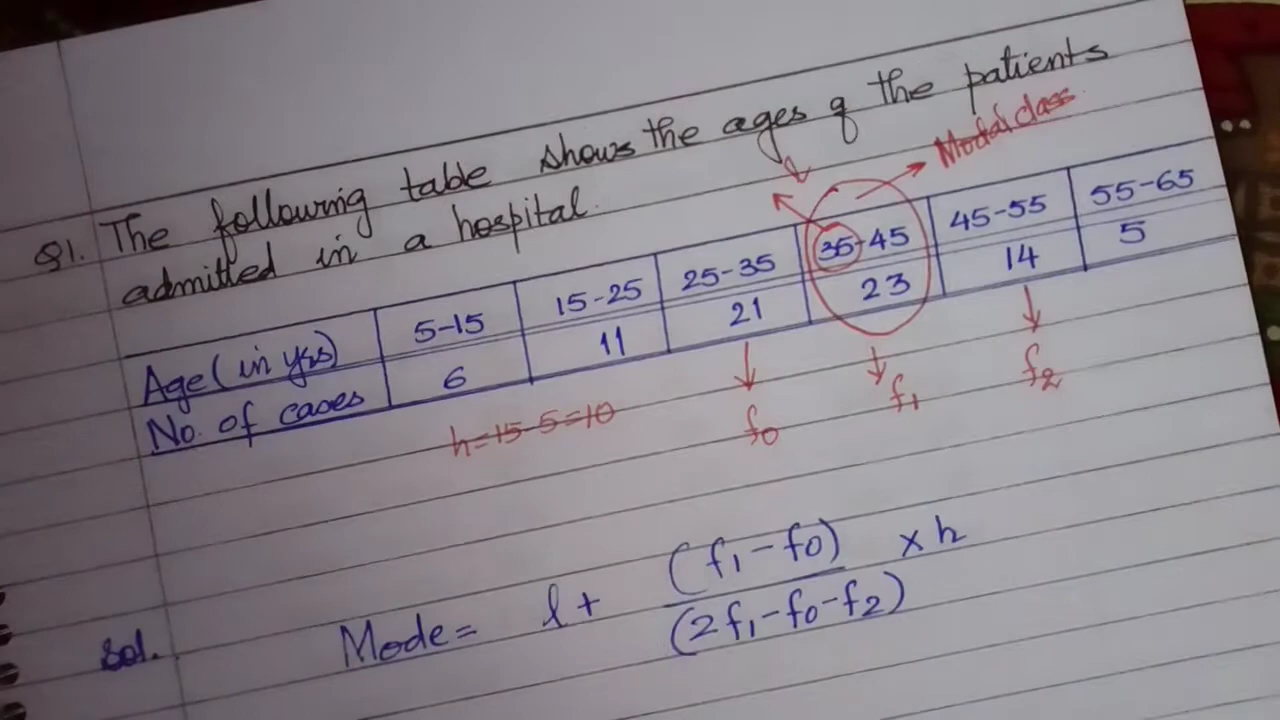 Q1. The following table shows the ages of the patients
admitted in a hospital.
Modal class
Age (in yrs) 5-15 15-25 25-35 35-45 45-55 55-65
No. of cases 6 11 21 23 14 5
h=15-5=10 f0 f1 f2
Sol. Mode= l + (f1-f0) ×h
(2f1-f0-f2)